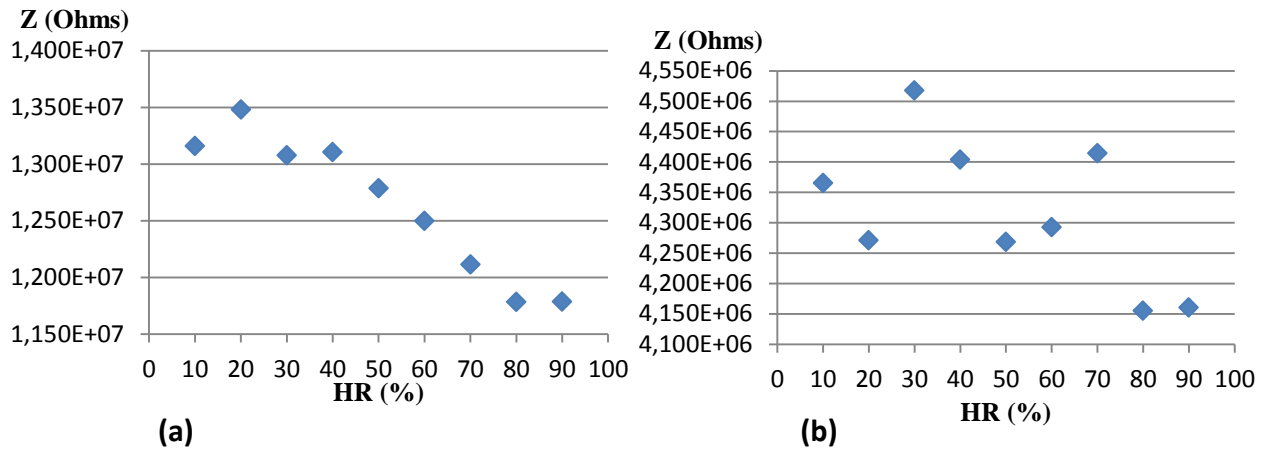 Z (Ohms)
1,400E+07
1,350E+07
1,300E+07
1,250E+07
1,200E+07
1,150E+07
0 10 20 30 40 50 60 70 80 90 100
HR (%)
(a)
Z (Ohms)
4,550E+06
4,500E+06
4,450E+06
4,400E+06
4,350E+06
4,300E+06
4,250E+06
4,200E+06
4,150E+06
4,100E+06
0 10 20 30 40 50 60 70 80 90 100
HR (%)
(b)